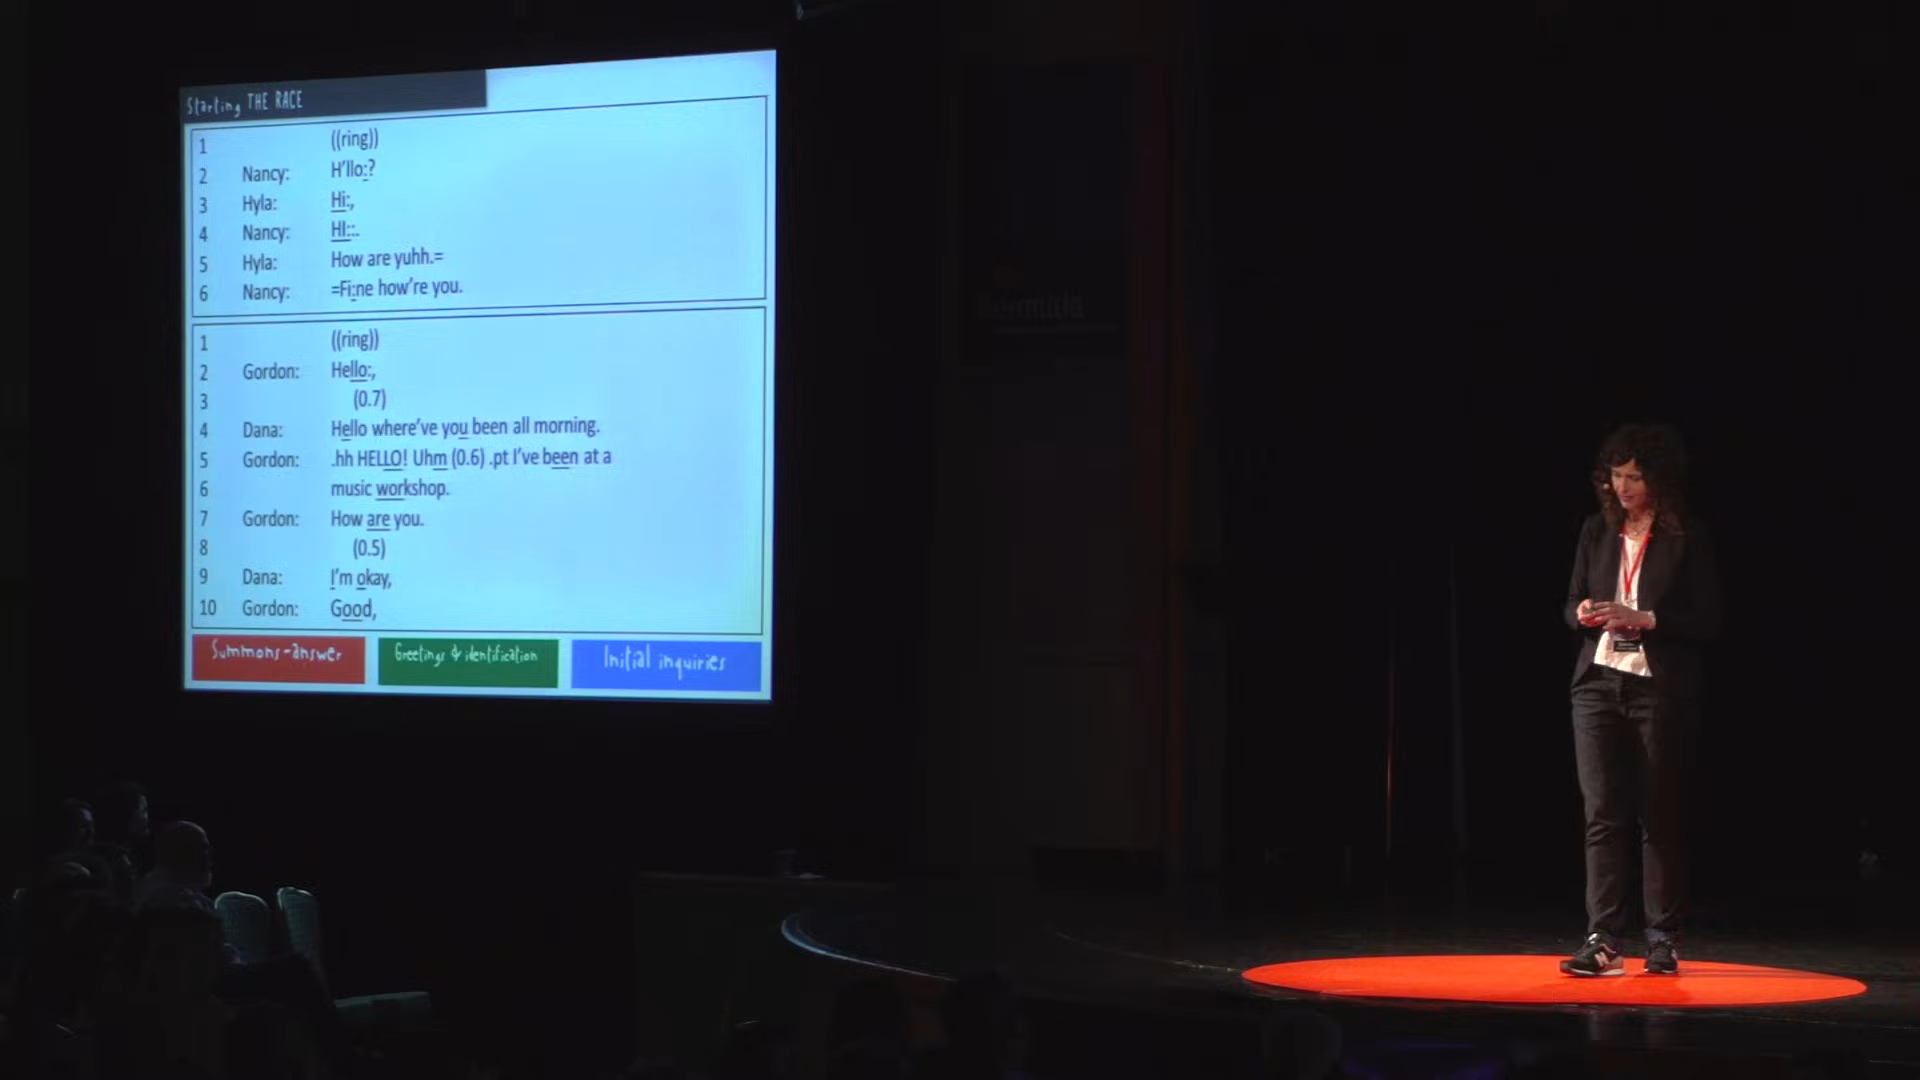 Starting THE RACE
1 ((ring))
2 Nancy: H'llo:?
3 Hyla: Hi:,
4 Nancy: HI::.
5 Hyla: How are yuhh.=
6 Nancy: =Fi:ne how're you.
1 ((ring))
2 Gordon: Hello:,
3 (0.7)
4 Dana: Hello where've you been all morning.
5 Gordon: .hh HELLO! Uhm (0.6) .pt I've been at a
6 music workshop.
7 Gordon: How are you.
8 (0.5)
9 Dana: I'm okay,
10 Gordon: Good,
Summons-answer Greetings & identification Initial inquiries